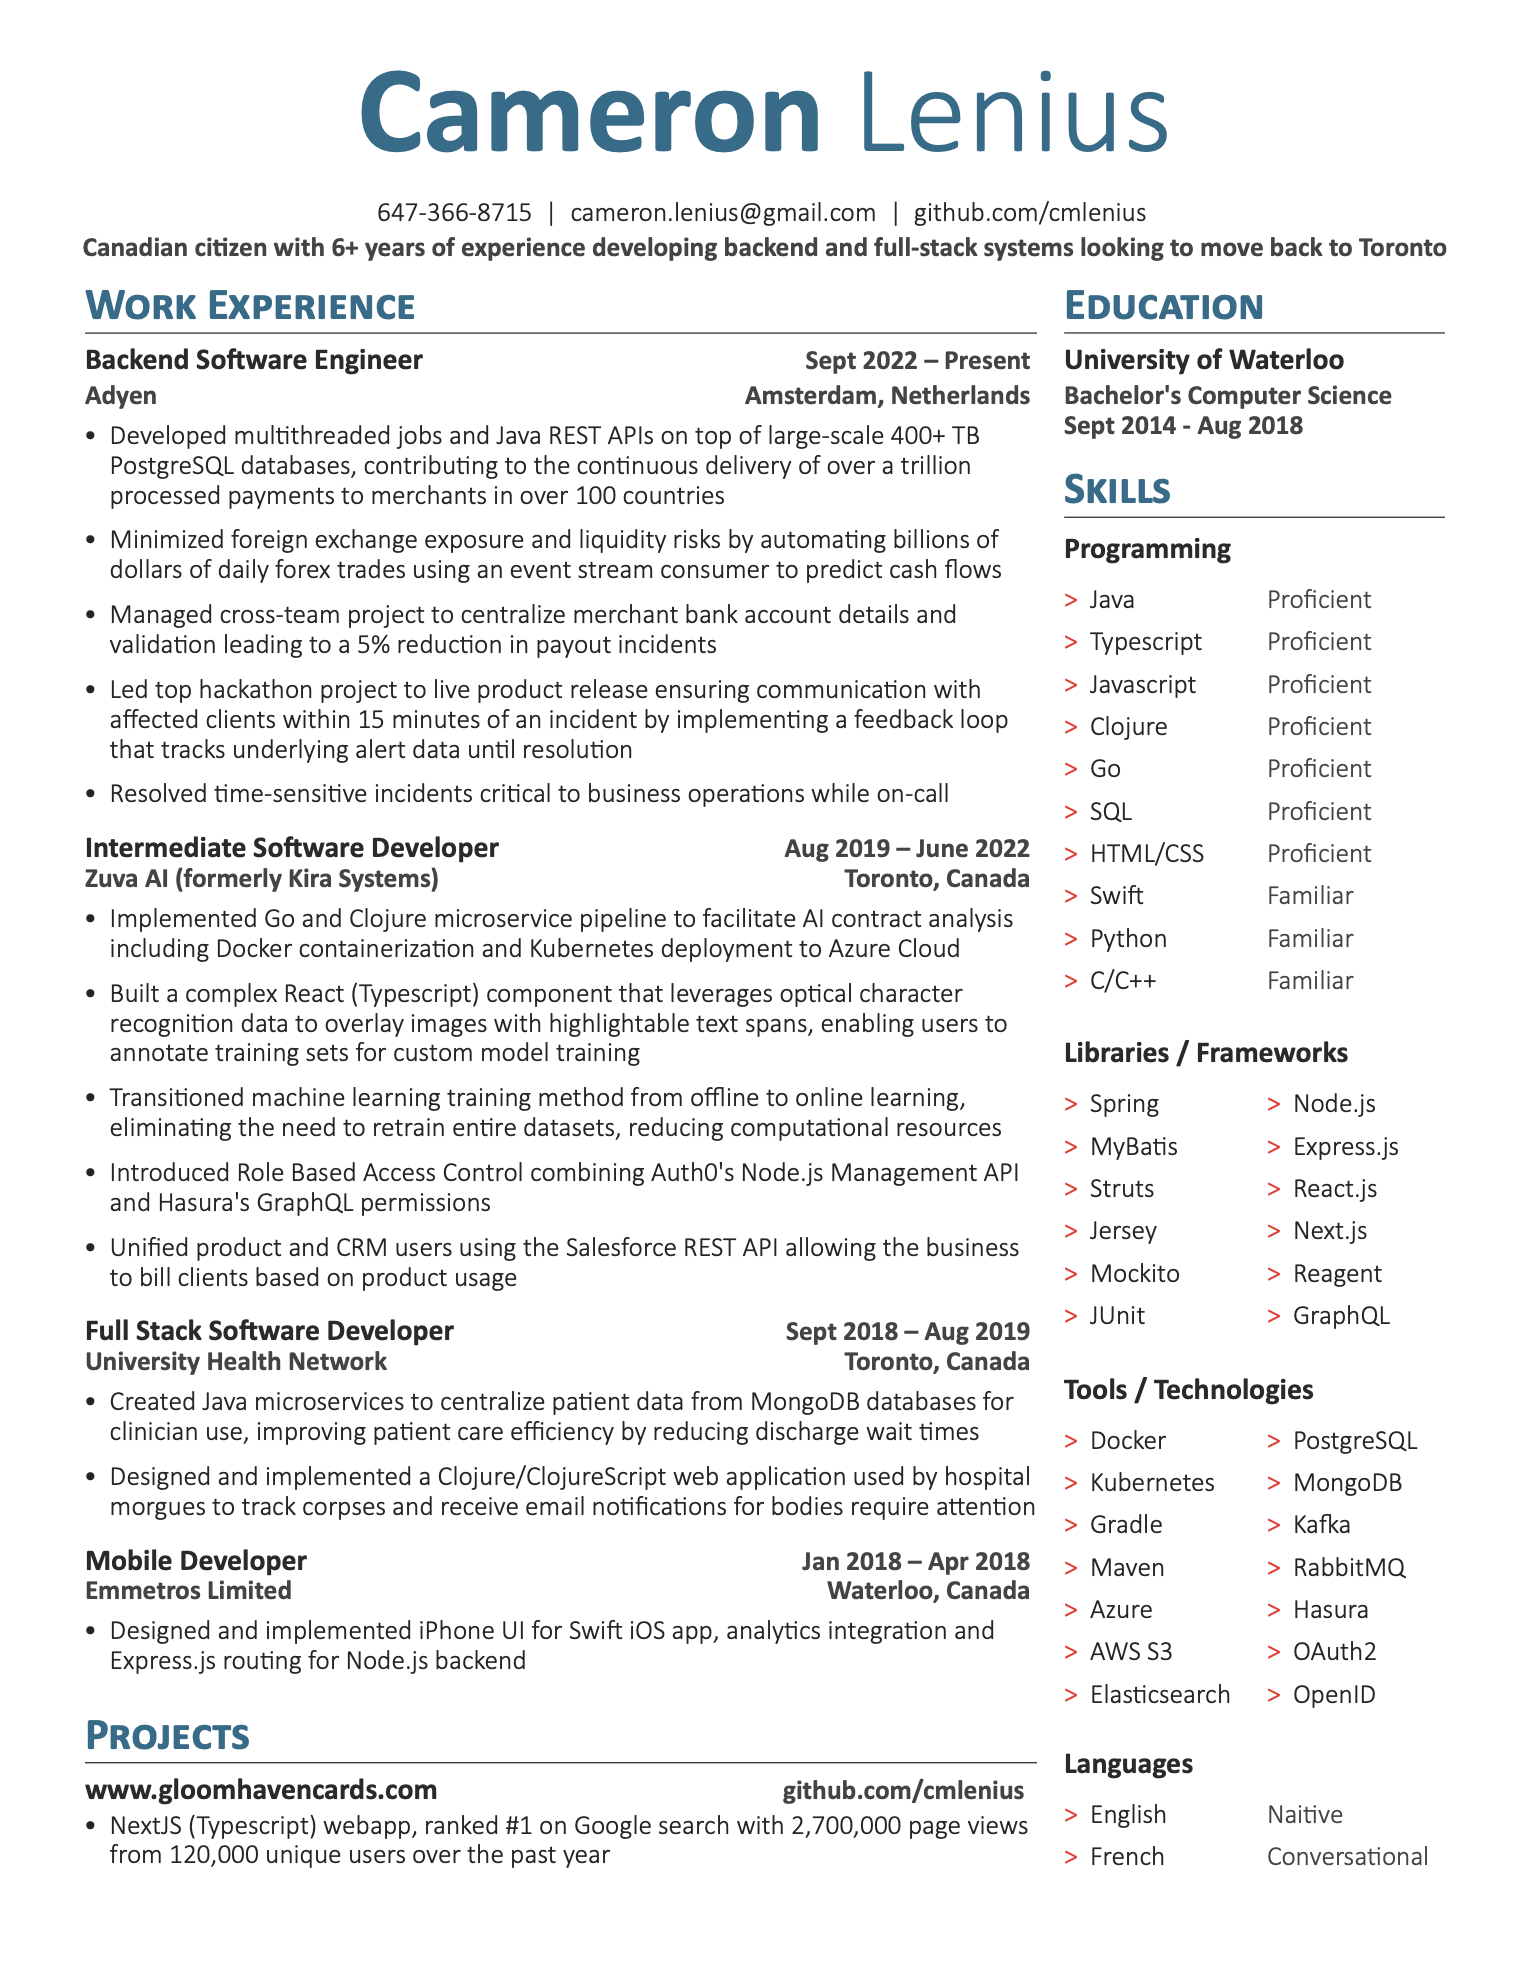 Cameron Lenius
647-366-8715 | cameron.lenius@gmail.com | github.com/cmlenius
Canadian citizen with 6+ years of experience developing backend and full-stack systems looking to move back to Toronto
Work Experience
Backend Software Engineer Sept 2022 – Present
Adyen Amsterdam, Netherlands
• Developed multithreaded jobs and Java REST APIs on top of large-scale 400+ TB
PostgreSQL databases, contributing to the continuous delivery of over a trillion
processed payments to merchants in over 100 countries
• Minimized foreign exchange exposure and liquidity risks by automating billions of
dollars of daily forex trades using an event stream consumer to predict cash flows
• Managed cross-team project to centralize merchant bank account details and
validation leading to a 5% reduction in payout incidents
• Led top hackathon project to live product release ensuring communication with
affected clients within 15 minutes of an incident by implementing a feedback loop
that tracks underlying alert data until resolution
• Resolved time-sensitive incidents critical to business operations while on-call
Intermediate Software Developer Aug 2019 – June 2022
Zuva AI (formerly Kira Systems) Toronto, Canada
• Implemented Go and Clojure microservice pipeline to facilitate AI contract analysis
including Docker containerization and Kubernetes deployment to Azure Cloud
• Built a complex React (Typescript) component that leverages optical character
recognition data to overlay images with highlightable text spans, enabling users to
annotate training sets for custom model training
• Transitioned machine learning training method from offline to online learning,
eliminating the need to retrain entire datasets, reducing computational resources
• Introduced Role Based Access Control combining Auth0's Node.js Management API
and Hasura's GraphQL permissions
• Unified product and CRM users using the Salesforce REST API allowing the business
to bill clients based on product usage
Full Stack Software Developer Sept 2018 – Aug 2019
University Health Network Toronto, Canada
• Created Java microservices to centralize patient data from MongoDB databases for
clinician use, improving patient care efficiency by reducing discharge wait times
• Designed and implemented a Clojure/ClojureScript web application used by hospital
morgues to track corpses and receive email notifications for bodies require attention
Mobile Developer Jan 2018 – Apr 2018
Emmetros Limited Waterloo, Canada
• Designed and implemented iPhone UI for Swift iOS app, analytics integration and
Express.js routing for Node.js backend
Projects
www.gloomhavencards.com github.com/cmlenius
• NextJS (Typescript) webapp, ranked #1 on Google search with 2,700,000 page views
from 120,000 unique users over the past year
Education
University of Waterloo
Bachelor's Computer Science
Sept 2014 - Aug 2018
Skills
Programming
> Java Proficient
> Typescript Proficient
> Javascript Proficient
> Clojure Proficient
> Go Proficient
> SQL Proficient
> HTML/CSS Proficient
> Swift Familiar
> Python Familiar
> C/C++ Familiar
Libraries / Frameworks
> Spring > Node.js
> MyBatis > Express.js
> Struts > React.js
> Jersey > Next.js
> Mockito > Reagent
> JUnit > GraphQL
Tools / Technologies
> Docker > PostgreSQL
> Kubernetes > MongoDB
> Gradle > Kafka
> Maven > RabbitMQ
> Azure > Hasura
> AWS S3 > OAuth2
> Elasticsearch > OpenID
Languages
> English Naitive
> French Conversational